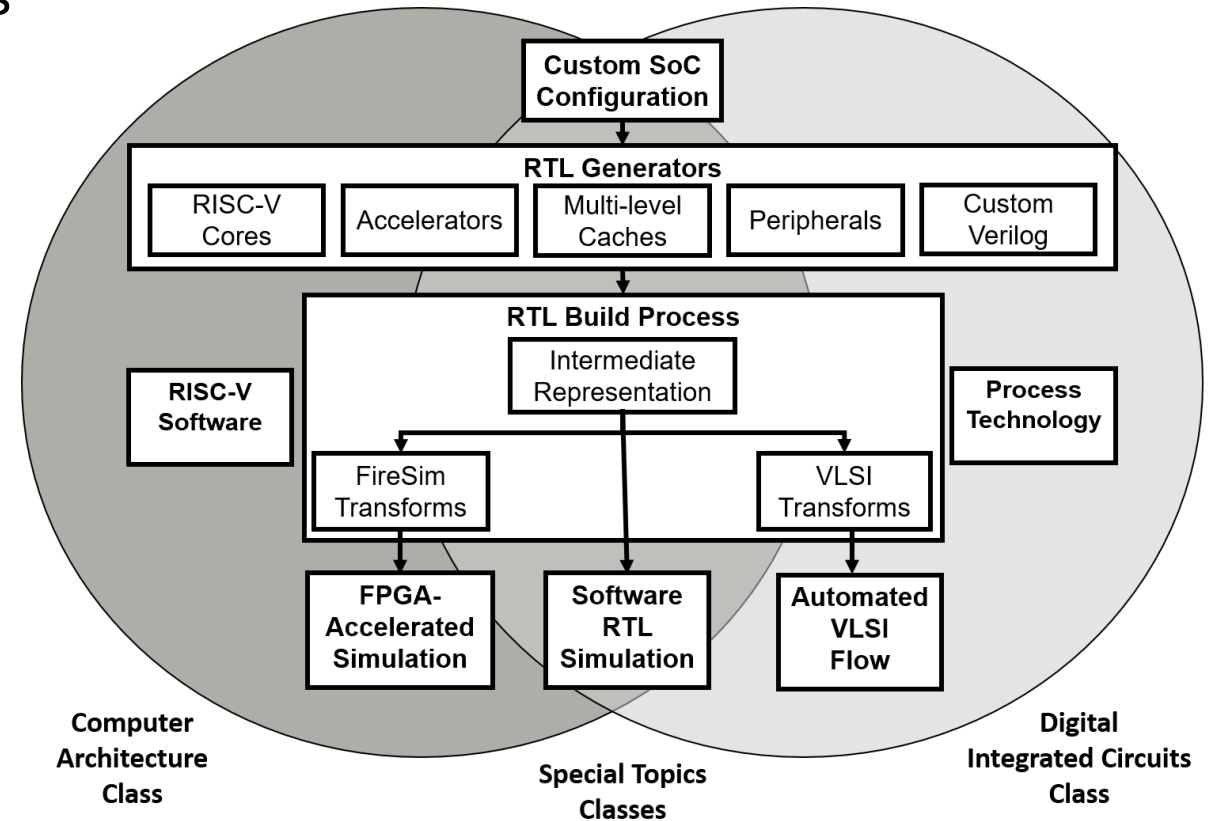 Custom SoC
Configuration
RTL Generators
RISC-V
Cores
Accelerators
Multi-level
Caches
Peripherals
Custom
Verilog
RTL Build Process
Intermediate
Representation
RISC-V
Software
Process
Technology
FireSim
Transforms
VLSI
Transforms
FPGA-
Accelerated
Simulation
Software
RTL
Simulation
Automated
VLSI
Flow
Computer
Architecture
Class
Special Topics
Classes
Digital
Integrated Circuits
Class